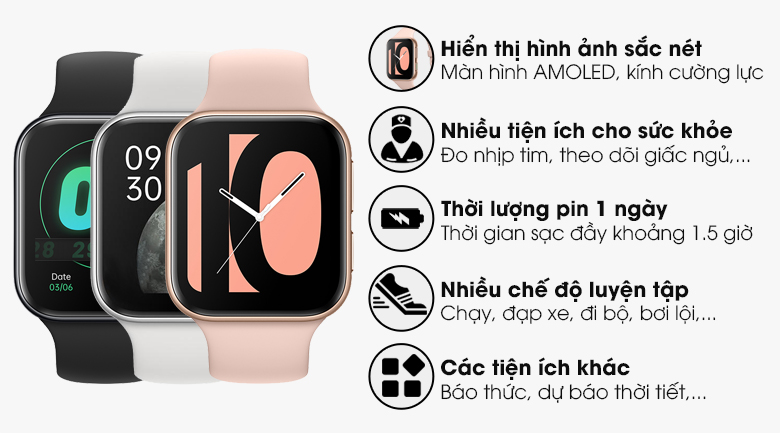 Hiển thị hình ảnh sắc nét
Màn hình AMOLED, kính cường lực
Nhiều tiện ích cho sức khỏe
Đo nhịp tim, theo dõi giấc ngủ,...
Thời lượng pin 1 ngày
Thời gian sạc đầy khoảng 1.5 giờ
Nhiều chế độ luyện tập
Chạy, đạp xe, đi bộ, bơi lội,...
Các tiện ích khác
Báo thức, dự báo thời tiết,...
28 29
Date
03/06
09
30
10